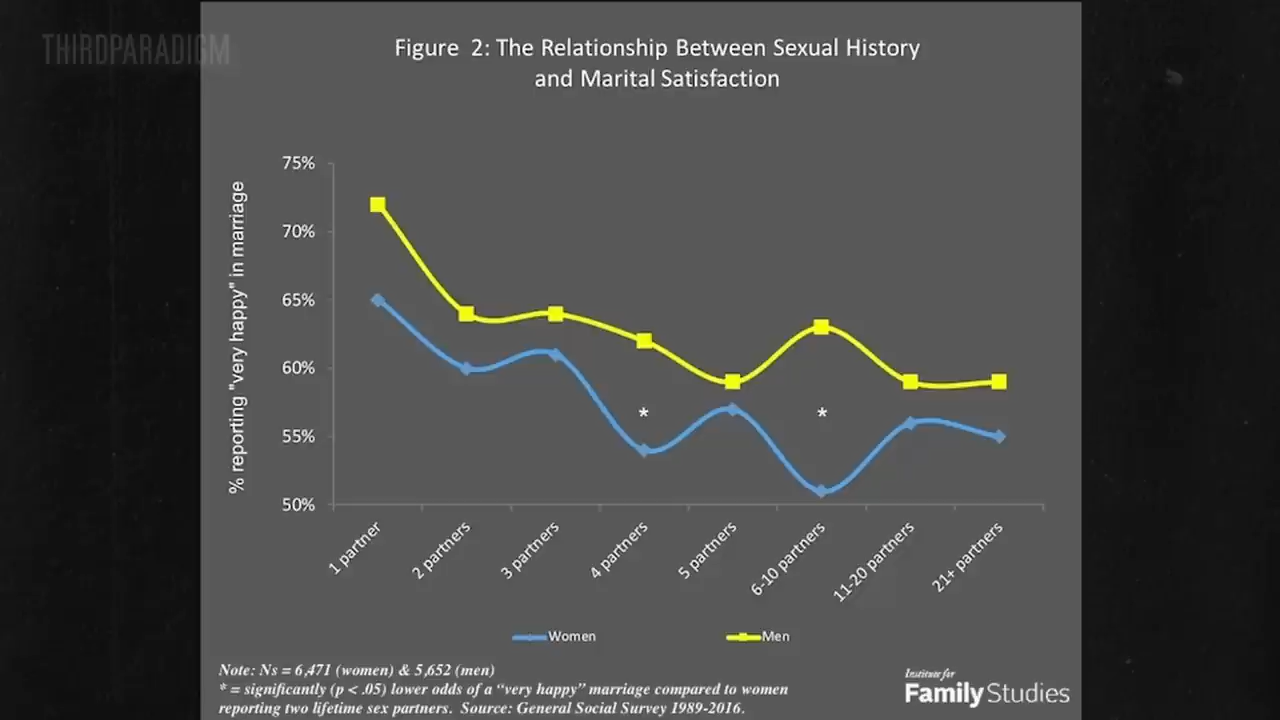 THIRDPARADIGM
Figure 2: The Relationship Between Sexual History
and Marital Satisfaction
% reporting "very happy" in marriage
75%
70%
65%
60%
55%
50%
*
*
1 partner
2 partners
3 partners
4 partners
5 partners
6-10 partners
11-20 partners
21+ partners
Women
Men
Note: Ns = 6,471 (women) & 5,652 (men)
* = significantly (p < .05) lower odds of a “very happy” marriage compared to women
reporting two lifetime sex partners.  Source: General Social Survey 1989-2016.
Institute for
Family Studies